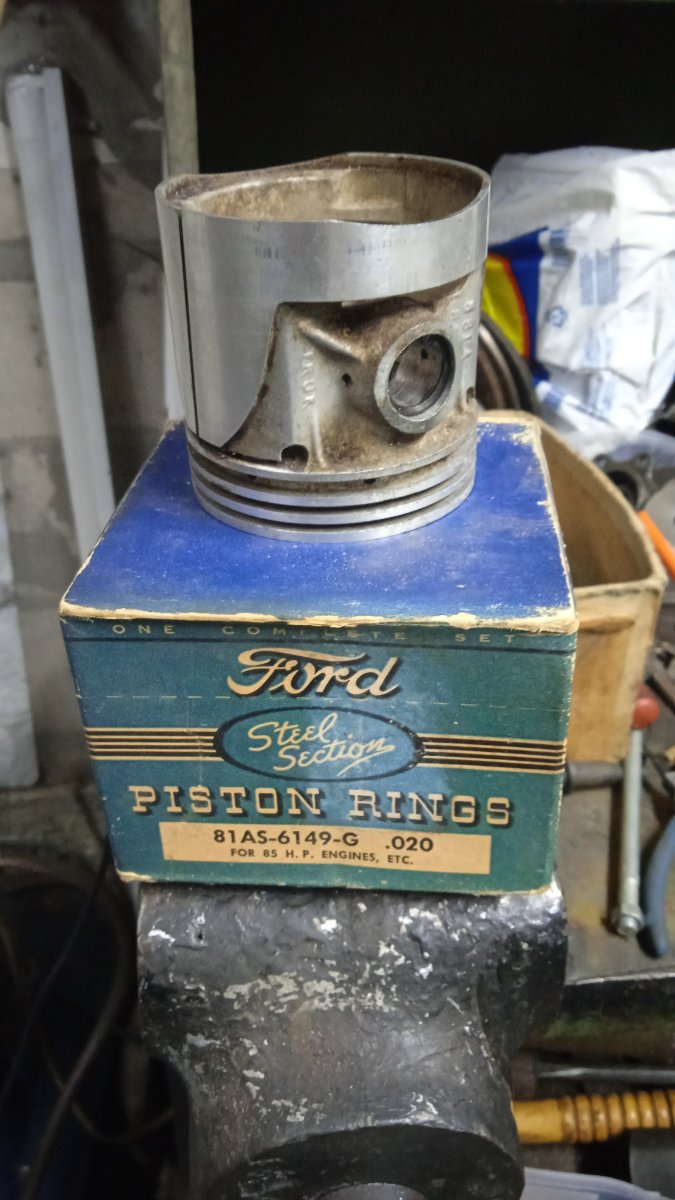 ONE COMPLETE SET
Ford
Steel
Section
PISTON RINGS
81AS-6149-G .020
FOR 85 H.P. ENGINES, ETC.